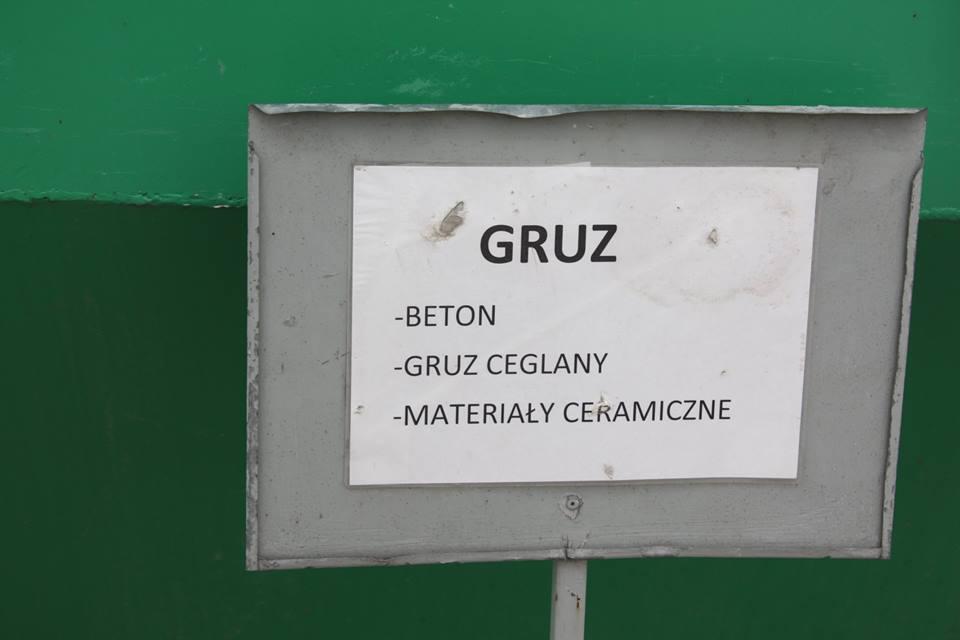 GRUZ
-BETON
-GRUZ CEGLANY
-MATERIAŁY CERAMICZNE